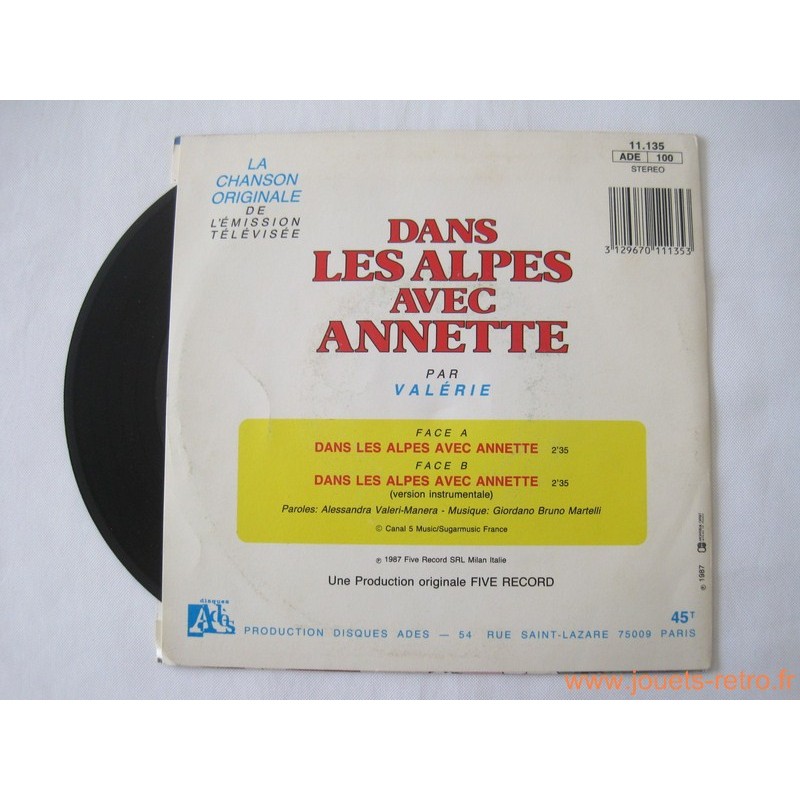 LA
CHANSON
ORIGINALE
DE
L'ÉMISSION
TÉLÉVISÉE
11.135
ADE 100
STEREO
3 129670 111353
DANS
LES ALPES
AVEC
ANNETTE
PAR
VALÉRIE
FACE A
DANS LES ALPES AVEC ANNETTE 2'35
FACE B
DANS LES ALPES AVEC ANNETTE 2'35
(version instrumentale)
Paroles: Alessandra Valeri-Manera - Musique: Giordano Bruno Martelli
© Canal 5 Music/Sugarmusic France
℗ 1987 Five Record SRL Milan Italie
Une Production originale FIVE RECORD
℗ 1987
disques
Adès
45T
PRODUCTION DISQUES ADES — 54 RUE SAINT-LAZARE 75009 PARIS
www.jouets-retro.fr